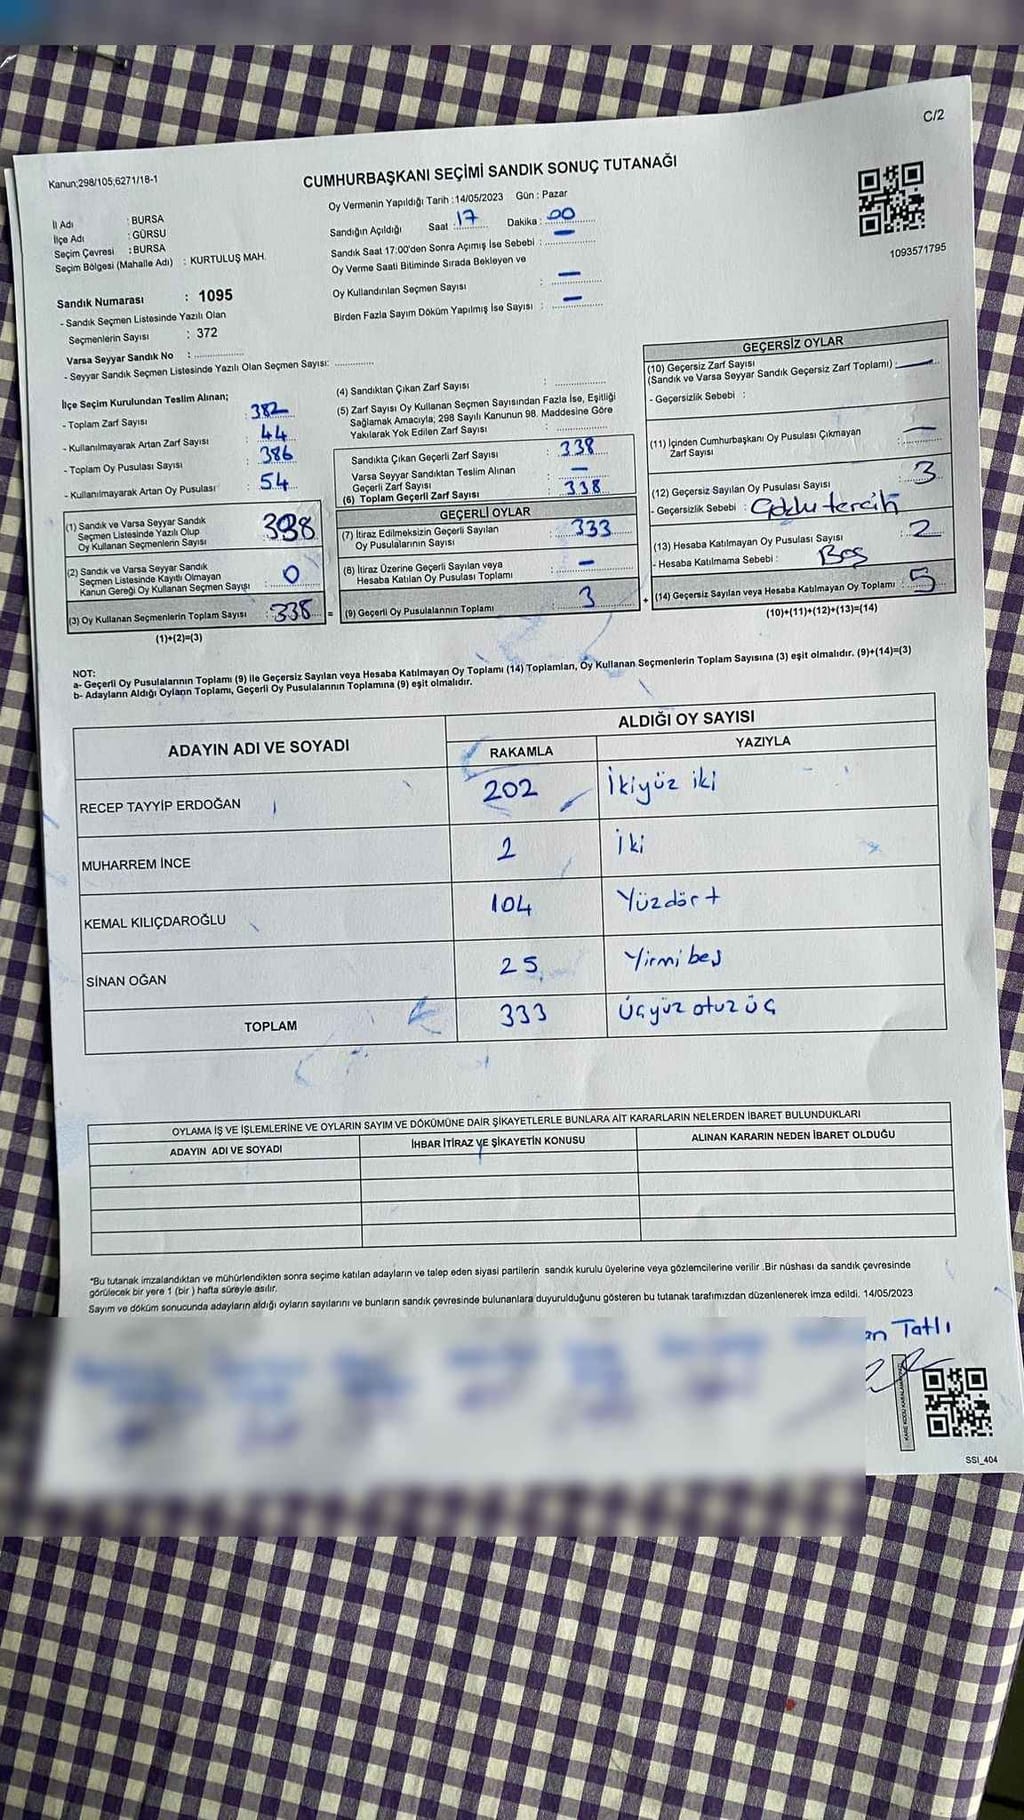 C/2
Kanun;298/105,6271/18-1
CUMHURBAŞKANI SEÇİMİ SANDIK SONUÇ TUTANAĞI
Oy Vermenin Yapıldığı Tarih :14/05/2023 Gün : Pazar
İl Adı : BURSA
İlçe Adı : GÜRSU
Seçim Çevresi : BURSA
Seçim Bölgesi (Mahalle Adı) : KURTULUŞ MAH.
Sandığın Açıldığı Saat : 17 Dakika : 00
Sandık Saat 17:00'den Sonra Açımış İse Sebebi : —
Oy Verme Saati Bitiminde Sırada Bekleyen ve
Oy Kullandırılan Seçmen Sayısı : —
Birden Fazla Sayım Döküm Yapılmış İse Sayısı : —
1093571795
Sandık Numarası : 1095
- Sandık Seçmen Listesinde Yazılı Olan
Seçmenlerin Sayısı : 372
Varsa Seyyar Sandık No : ................
- Seyyar Sandık Seçmen Listesinde Yazılı Olan Seçmen Sayısı: ............
İlçe Seçim Kurulundan Teslim Alınan;
- Toplam Zarf Sayısı : 382
- Kullanılmayarak Artan Zarf Sayısı : 44
- Toplam Oy Pusulası Sayısı : 386
- Kullanılmayarak Artan Oy Pusulası : 54
(1) Sandık ve Varsa Seyyar Sandık
Seçmen Listesinde Yazılı Olup
Oy Kullanan Seçmenlerin Sayısı 338
(2) Sandık ve Varsa Seyyar Sandık
Seçmen Listesinde Kayıtlı Olmayan
Kanun Gereği Oy Kullanan Seçmen Sayısı : 0
(3) Oy Kullanan Seçmenlerin Toplam Sayısı : 338 =
(1)+(2)=(3)
(4) Sandıktan Çıkan Zarf Sayısı : ............
(5) Zarf Sayısı Oy Kullanan Seçmen Sayısından Fazla İse, Eşitliği
Sağlamak Amacıyla; 298 Sayılı Kanunun 98. Maddesine Göre
Yakılarak Yok Edilen Zarf Sayısı : ............
Sandıkta Çıkan Geçerli Zarf Sayısı : 338
Varsa Seyyar Sandıktan Teslim Alınan
Geçerli Zarf Sayısı : —
(6) Toplam Geçerli Zarf Sayısı : 338
GEÇERLİ OYLAR
(7) İtiraz Edilmeksizin Geçerli Sayılan
Oy Pusulalarının Sayısı : 333
(8) İtiraz Üzerine Geçerli Sayılan veya
Hesaba Katılan Oy Pusulası Toplamı : —
(9) Geçerli Oy Pusulalarının Toplamı : 3 +
GEÇERSİZ OYLAR
(10) Geçersiz Zarf Sayısı
(Sandık ve Varsa Seyyar Sandık Geçersiz Zarf Toplamı) : —
- Geçersizlik Sebebi :
(11) İçinden Cumhurbaşkanı Oy Pusulası Çıkmayan
Zarf Sayısı : —
(12) Geçersiz Sayılan Oy Pusulası Sayısı : 3
- Geçersizlik Sebebi : Çoklu tercih
(13) Hesaba Katılmayan Oy Pusulası Sayısı : 2
- Hesaba Katılmama Sebebi : Boş
(14) Geçersiz Sayılan veya Hesaba Katılmayan Oy Toplamı : 5
(10)+(11)+(12)+(13)=(14)
NOT:
a- Geçerli Oy Pusulalarının Toplamı (9) ile Geçersiz Sayılan veya Hesaba Katılmayan Oy Toplamı (14) Toplamları, Oy Kullanan Seçmenlerin Toplam Sayısına (3) eşit olmalıdır. (9)+(14)=(3)
b- Adayların Aldığı Oyların Toplamı, Geçerli Oy Pusulalarının Toplamına (9) eşit olmalıdır.
ADAYIN ADI VE SOYADI
ALDIĞI OY SAYISI
RAKAMLA YAZIYLA
RECEP TAYYİP ERDOĞAN 202 İkiyüz iki
MUHARREM İNCE 2 İki
KEMAL KILIÇDAROĞLU 104 Yüzdört
SİNAN OĞAN 25 Yirmibeş
TOPLAM 333 Üçyüz otuz üç
OYLAMA İŞ VE İŞLEMLERİNE VE OYLARIN SAYIM VE DÖKÜMÜNE DAİR ŞİKAYETLERLE BUNLARA AİT KARARLARIN NELERDEN İBARET BULUNDUKLARI
ADAYIN ADI VE SOYADI İHBAR İTİRAZ VE ŞİKAYETİN KONUSU ALINAN KARARIN NEDEN İBARET OLDUĞU
*Bu tutanak imzalandıktan ve mühürlendikten sonra seçime katılan adayların ve talep eden siyasi partilerin sandık kurulu üyelerine veya gözlemcilerine verilir .Bir nüshası da sandık çevresinde
görülecek bir yere 1 (bir ) hafta süreyle asılır.
Sayım ve döküm sonucunda adayların aldığı oyların sayılarını ve bunların sandık çevresinde bulunanlara duyurulduğunu gösteren bu tutanak tarafımızdan düzenlenerek imza edildi. 14/05/2023
an Tatlı
SSI_404